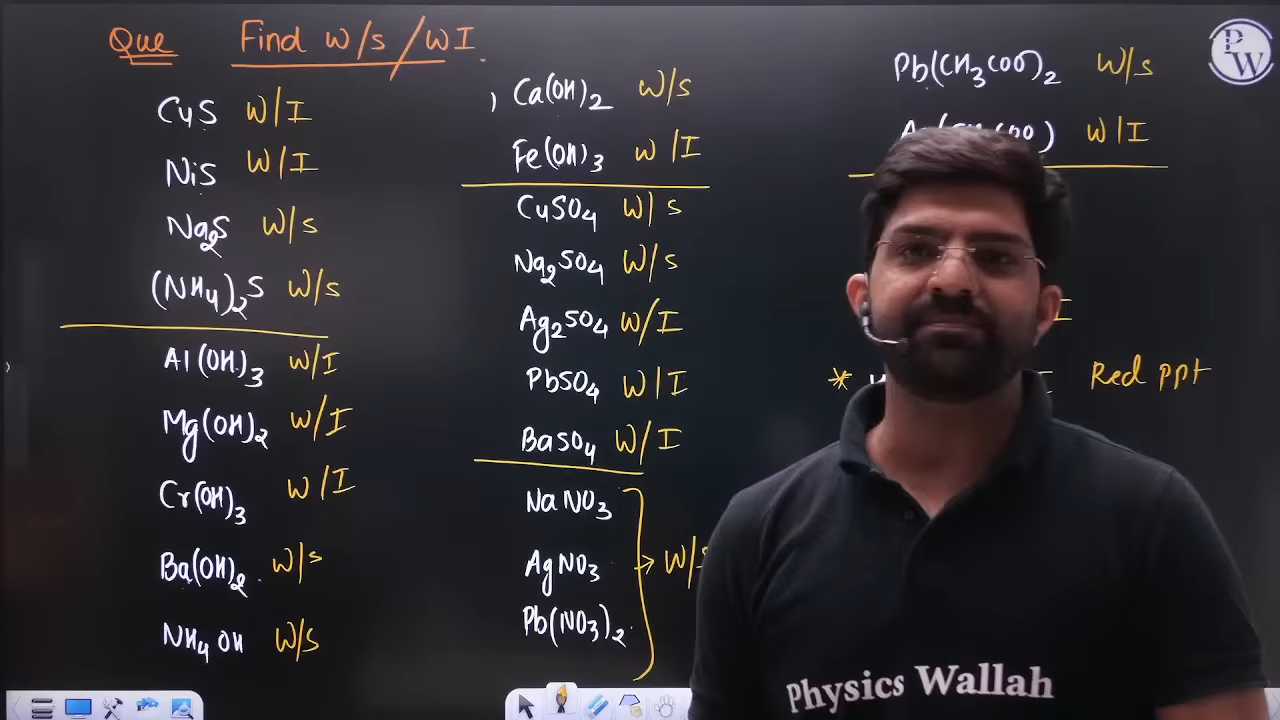 Que Find W/S / WI.
CuS W/I
NiS W/I
Na2S W/S
(NH4)2S W/S
Al(OH)3 W/I
Mg(OH)2 W/I
Cr(OH)3 W/I
Ba(OH)2 W/S
NH4OH W/S
Ca(OH)2 W/S
Fe(OH)3 W/I
CuSO4 W/S
Na2SO4 W/S
Ag2SO4 W/I
PbSO4 W/I
BaSO4 W/I
NaNO3
AgNO3 → W/S
Pb(NO3)2
Pb(CH3COO)2 W/S
W/I
I
* Red ppt
PW
Physics Wallah